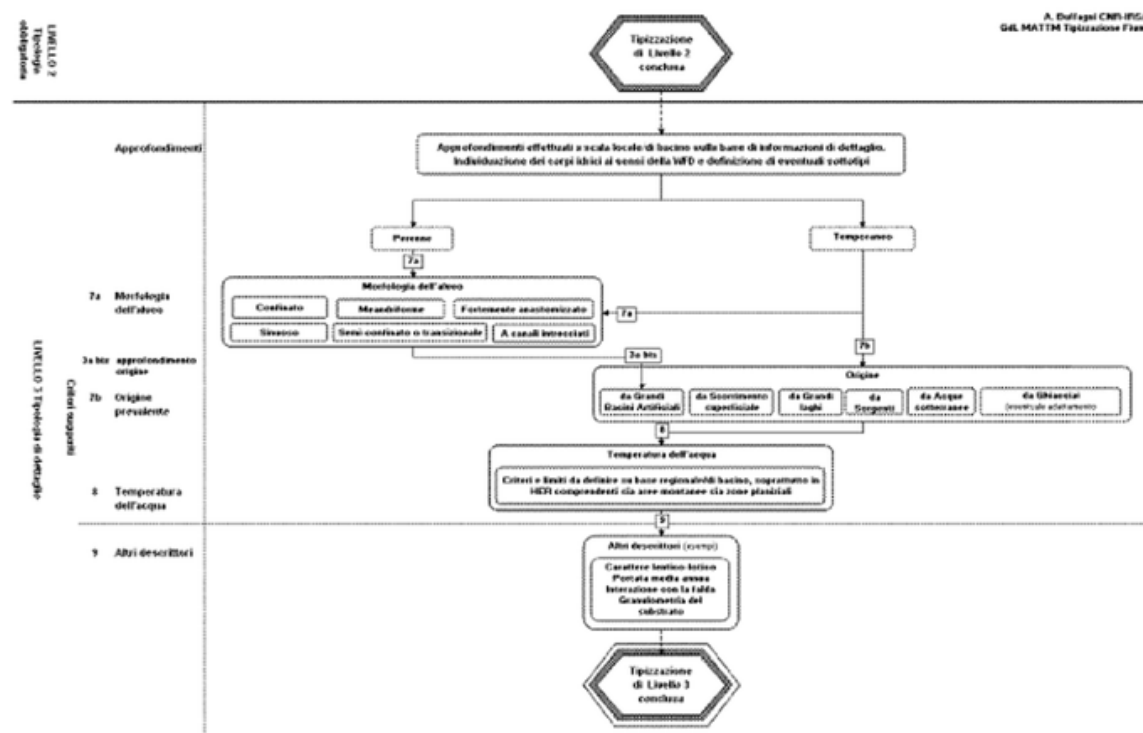 LIVELLO 2
Tipologia
obbligatoria
Tipizzazione
di Livello 2
conclusa
A. Buffagni CNR-IRSA
GdL MATTM Tipizzazione Fiumi
Approfondimenti
Approfondimenti effettuati a scala locale/di bacino sulla base di informazioni di dettaglio.
Individuazione dei corpi idrici ai sensi della WFD e definizione di eventuali sottotipi
Perenne
Temporaneo
7a
7a Morfologia
dell'alveo
Morfologia dell'alveo
Confinato
Meandriforme
Fortemente anastomizzato
Sinuoso
Semi-confinato o transizionale
A canali intrecciati
7a
7b
3a bis
3a bis approfondimento
origine
7b Origine
prevalente
Origine
da Grandi
Bacini Artificiali
da Scorrimento
superficiale
da Grandi
laghi
da
Sorgenti
da Acque
sotterranee
da Ghiacciai
(eventuale adattamento
LIVELLO 3 Tipologia di dettaglio
Criteri suggeriti
8
8 Temperatura
dell'acqua
Temperatura dell'acqua
Criteri e limiti da definire su base regionale/di bacino, soprattutto in
HER comprendenti sia aree montane sia zone planiziali
9
9 Altri descrittori
Altri descrittori (esempi)
Carattere lentico-lotico
Portata media annua
Interazione con la falda
Granulometria del
substrato
Tipizzazione
di Livello 3
conclusa